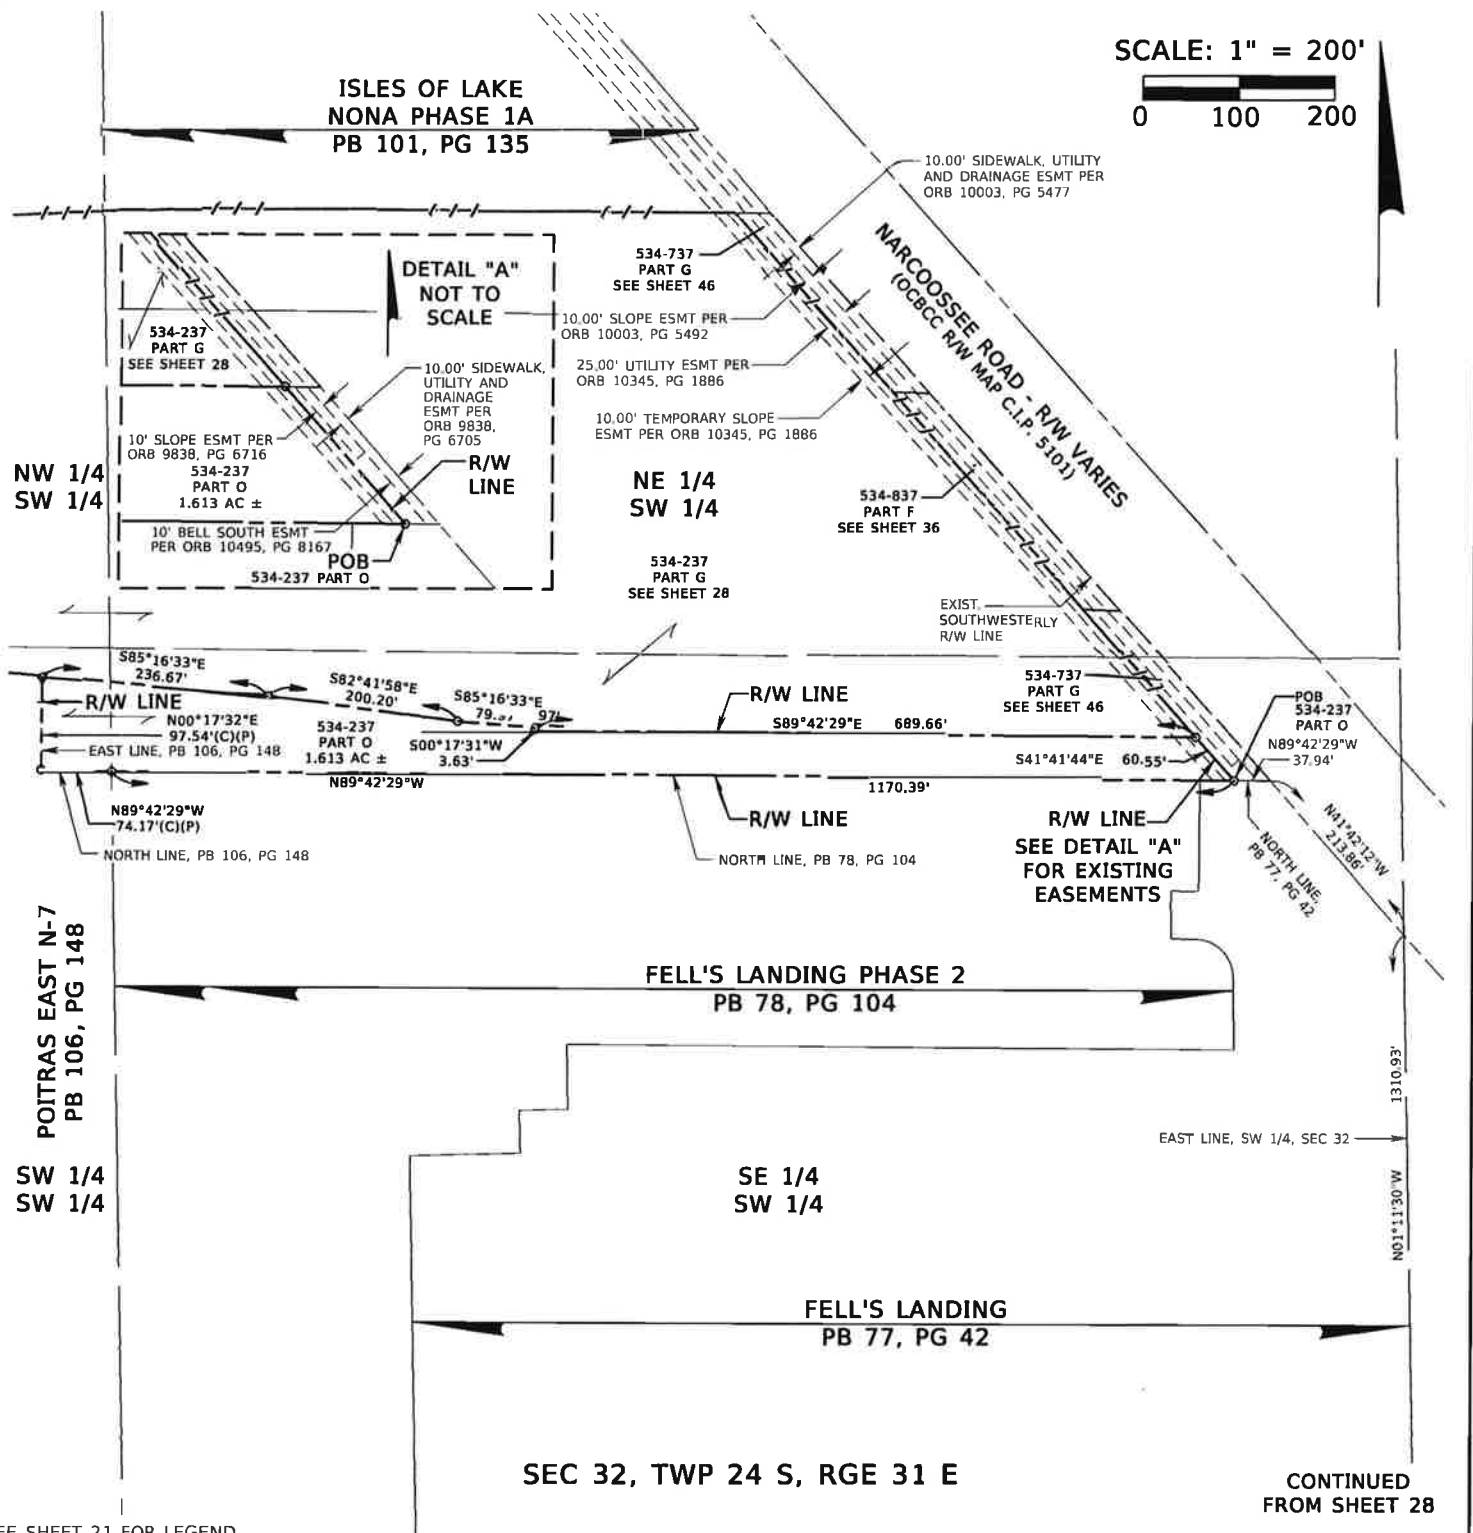 SCALE: 1" = 200'
0 100 200
ISLES OF LAKE
NONA PHASE 1A
PB 101, PG 135
10.00' SIDEWALK, UTILITY
AND DRAINAGE ESMT PER
ORB 10003, PG 5477
NARCOOSSEE ROAD - R/W VARIES
(OCBCC R/W MAP C.I.P. 5101)
534-737
PART G
SEE SHEET 46
10.00' SLOPE ESMT PER
ORB 10003, PG 5492
25.00' UTILITY ESMT PER
ORB 10345, PG 1886
10.00' TEMPORARY SLOPE
ESMT PER ORB 10345, PG 1886
DETAIL "A"
NOT TO
SCALE
534-237
PART G
SEE SHEET 28
10.00' SIDEWALK,
UTILITY AND
DRAINAGE
ESMT PER
ORB 9838,
PG 6705
10' SLOPE ESMT PER
ORB 9838, PG 6716
534-237
PART O
1.613 AC ±
R/W
LINE
10' BELL SOUTH ESMT
PER ORB 10495, PG 8167
POB
534-237 PART O
NW 1/4
SW 1/4
NE 1/4
SW 1/4
534-837
PART F
SEE SHEET 36
534-237
PART G
SEE SHEET 28
EXIST.
SOUTHWESTERLY
R/W LINE
S85°16'33"E
236.67'
R/W LINE
N00°17'32"E
97.54'(C)(P)
EAST LINE, PB 106, PG 148
S82°41'58"E
200.20'
S85°16'33"E
534-237
PART O
1.613 AC ±
S00°17'31"W
3.63'
R/W LINE
S89°42'29"E 689.66'
534-737
PART G
SEE SHEET 46
POB
534-237
PART O
N89°42'29"W
37.94'
S41°41'44"E 60.55'
N89°42'29"W
1170.39'
N89°42'29"W
74.17'(C)(P)
NORTH LINE, PB 106, PG 148
R/W LINE
NORTH LINE, PB 78, PG 104
R/W LINE
SEE DETAIL "A"
FOR EXISTING
EASEMENTS
NORTH LINE,
PB 77, PG 42
N41°42'12"W
213.86'
POITRAS EAST N-7
PB 106, PG 148
FELL'S LANDING PHASE 2
PB 78, PG 104
1310.93'
EAST LINE, SW 1/4, SEC 32
N01°11'30"W
SW 1/4
SW 1/4
SE 1/4
SW 1/4
FELL'S LANDING
PB 77, PG 42
SEC 32, TWP 24 S, RGE 31 E
CONTINUED
FROM SHEET 28
SHEET 21 FOR LEGEND